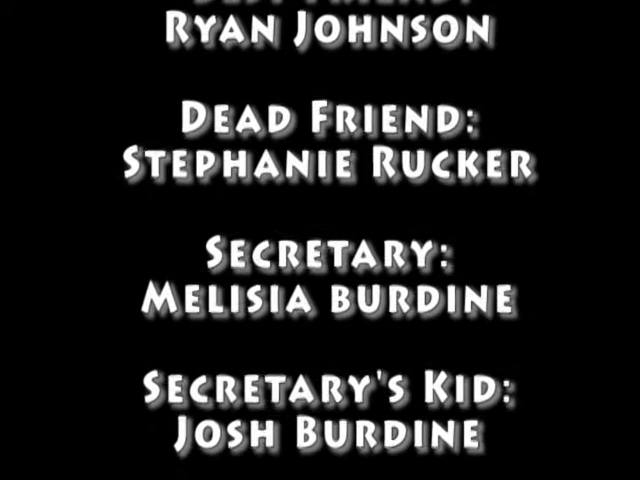 Ryan Johnson
Dead Friend:
Stephanie Rucker
Secretary:
Melisia burdine
Secretary's Kid:
Josh Burdine